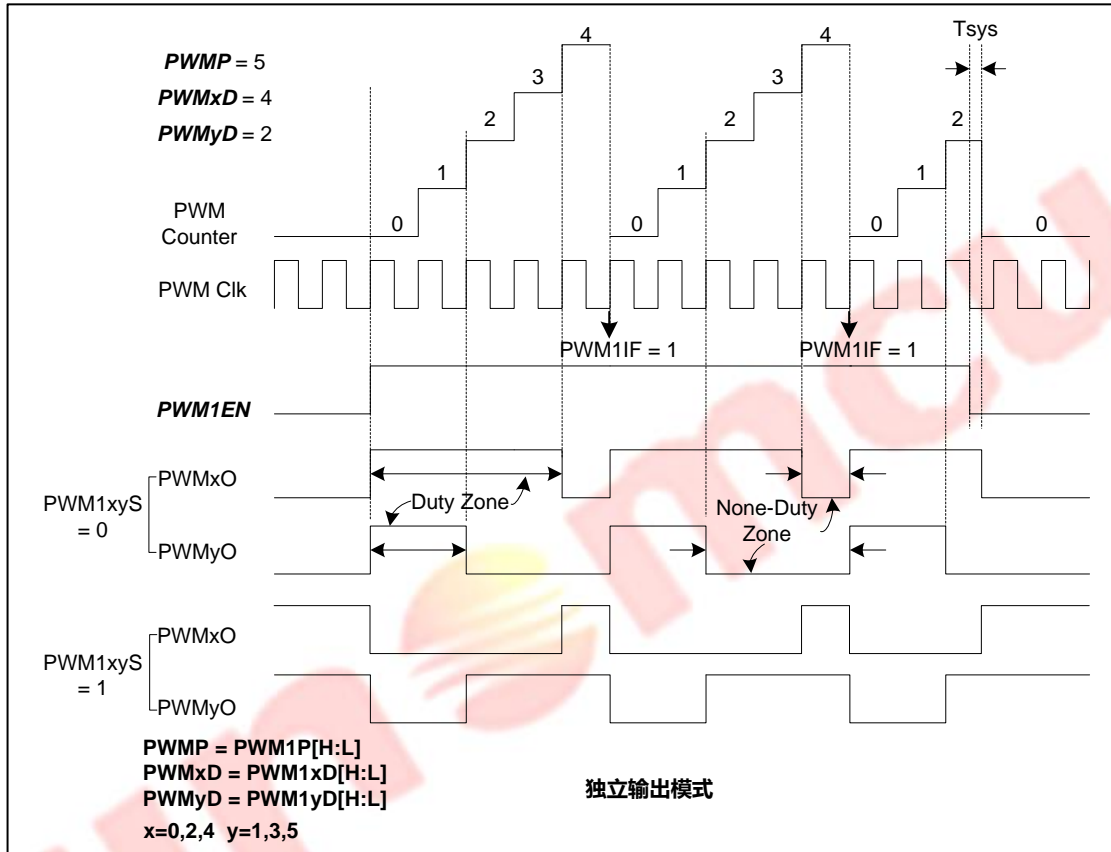 Tsys
PWMP = 5
PWMxD = 4
PWMyD = 2
4
3
2
1
0
4
3
2
1
0
2
1
0
0
PWM
Counter
PWM Clk
PWM1IF = 1
PWM1IF = 1
PWM1EN
PWM1xyS
= 0
PWMxO
PWMyO
Duty Zone
None-Duty
Zone
PWM1xyS
= 1
PWMxO
PWMyO
PWMP = PWM1P[H:L]
PWMxD = PWM1xD[H:L]
PWMyD = PWM1yD[H:L]
x=0,2,4 y=1,3,5
独立输出模式
mcu